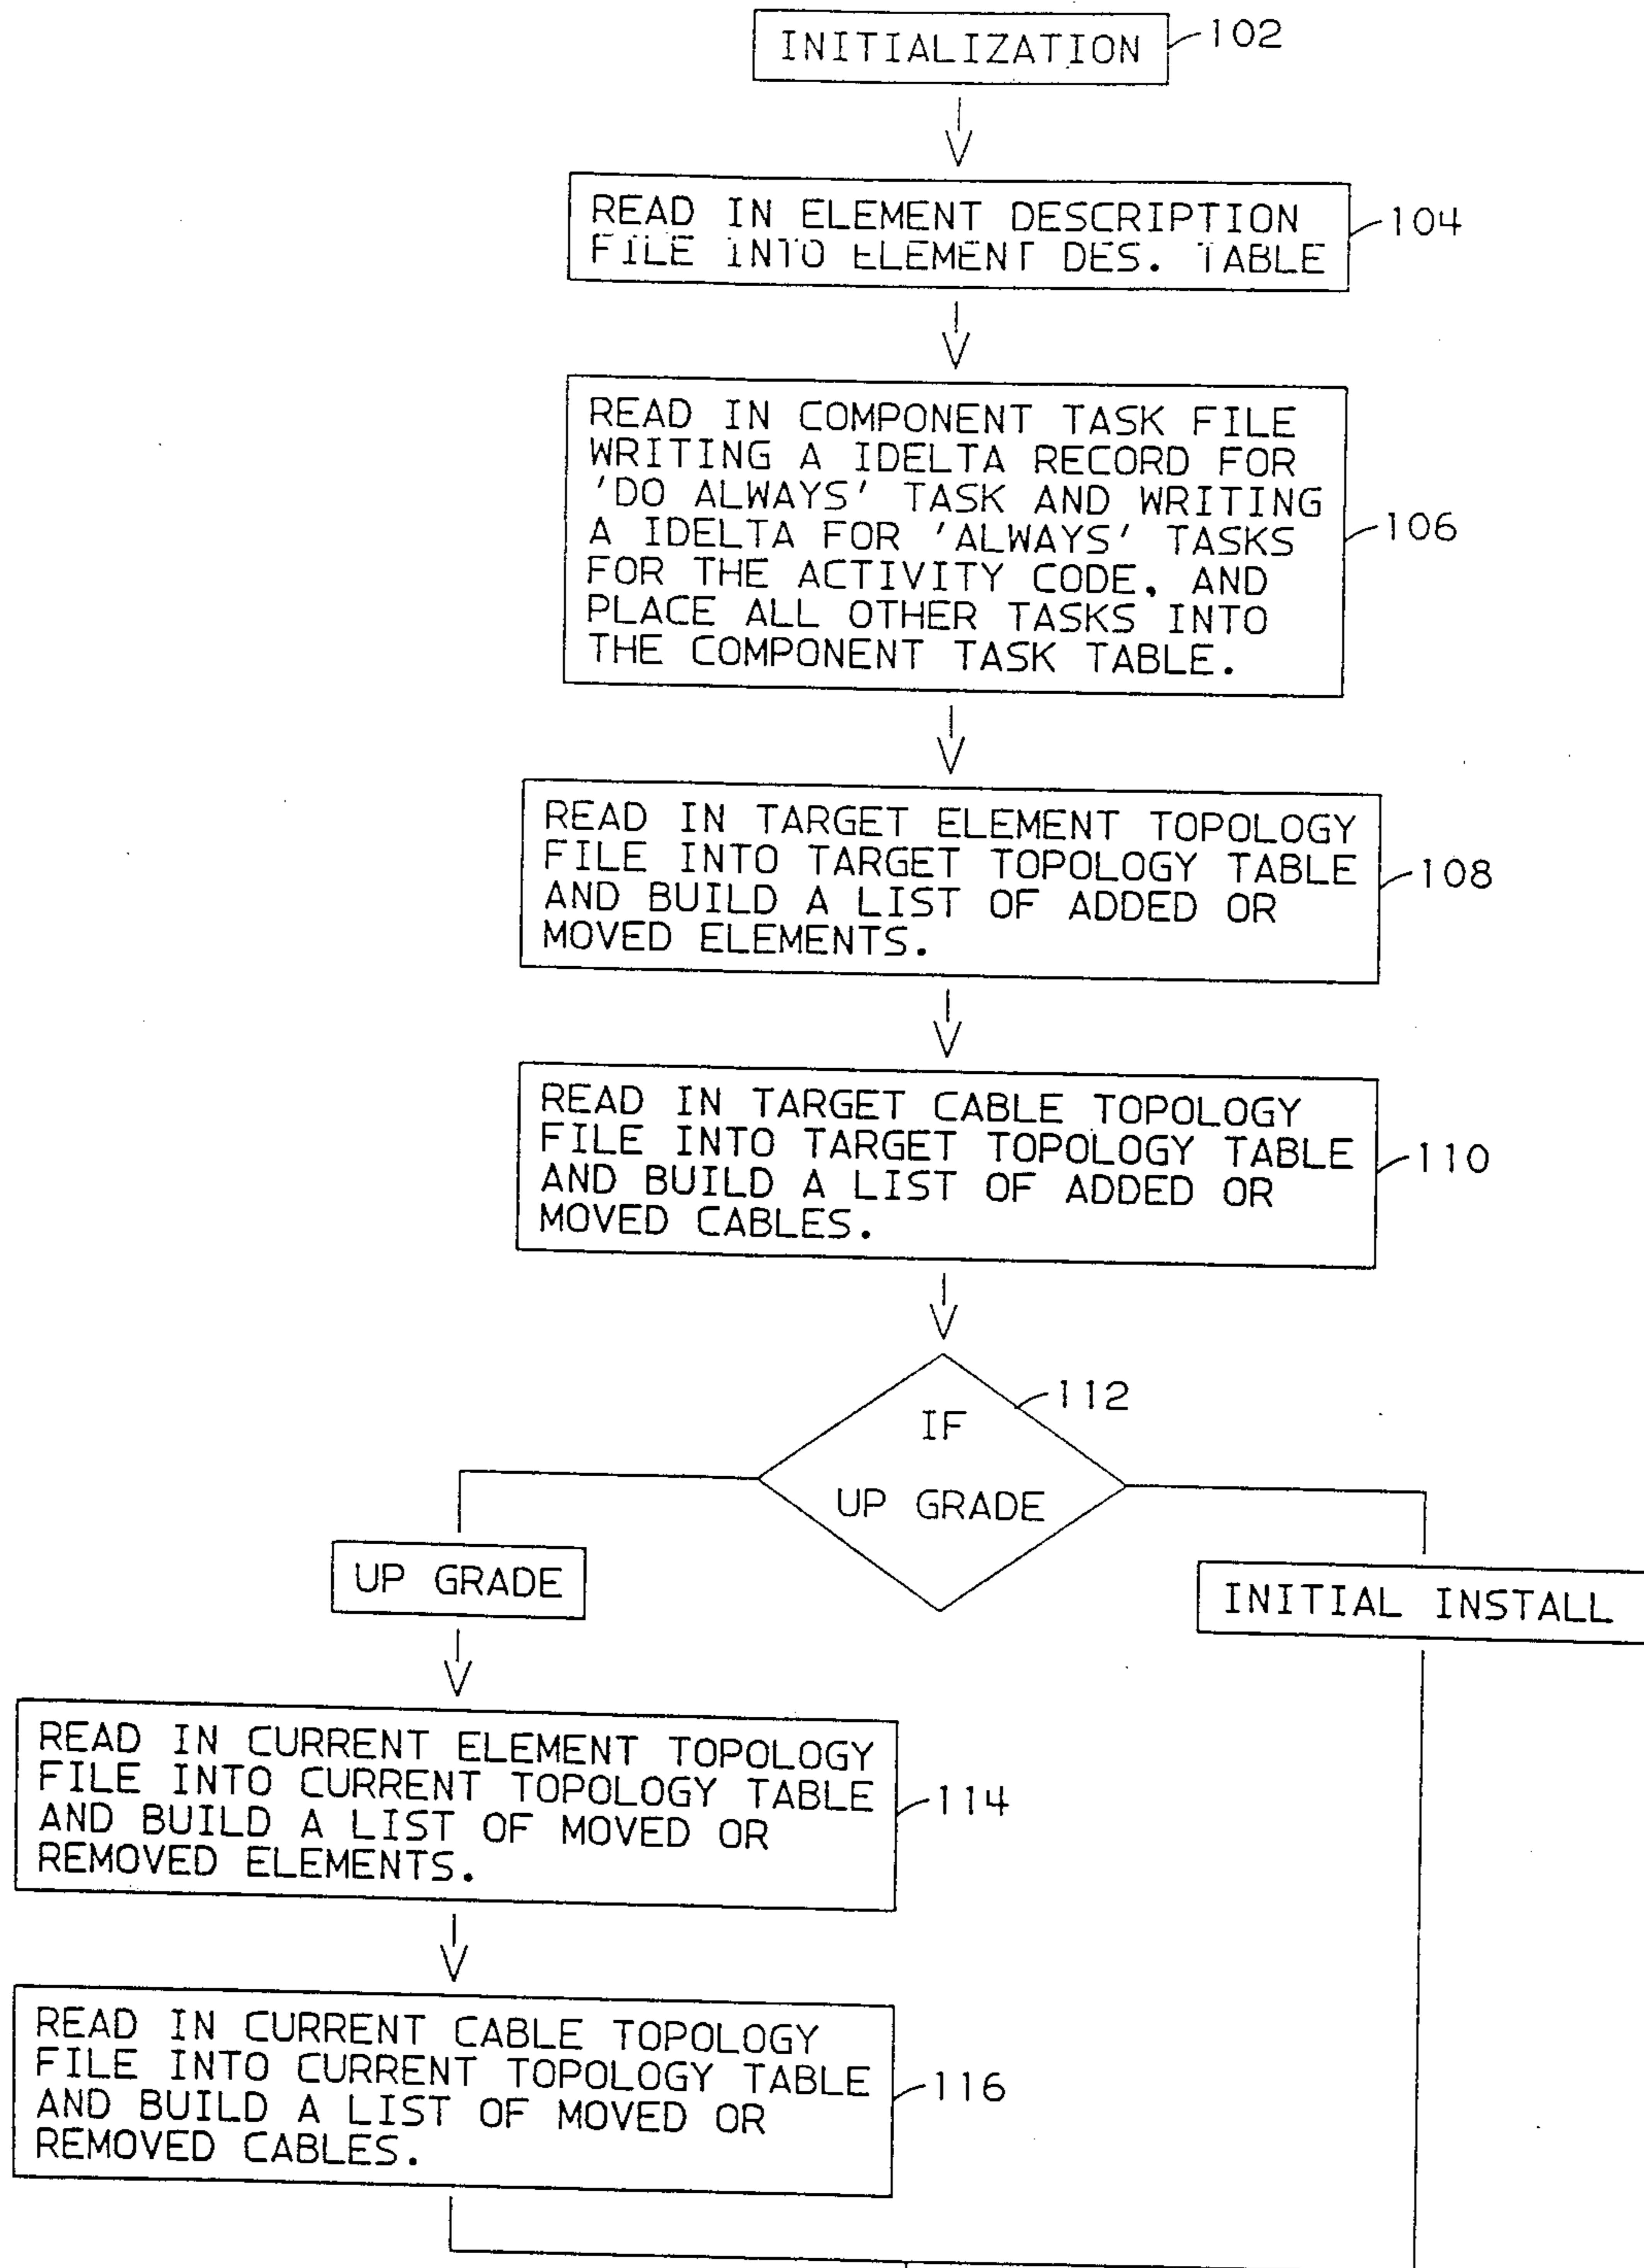 INITIALIZATION
102
READ IN ELEMENT DESCRIPTION
FILE INTO ELEMENT DES. TABLE
104
READ IN COMPONENT TASK FILE
WRITING A IDELTA RECORD FOR
'DO ALWAYS' TASK AND WRITING
A IDELTA FOR 'ALWAYS' TASKS
FOR THE ACTIVITY CODE, AND
PLACE ALL OTHER TASKS INTO
THE COMPONENT TASK TABLE.
106
READ IN TARGET ELEMENT TOPOLOGY
FILE INTO TARGET TOPOLOGY TABLE
AND BUILD A LIST OF ADDED OR
MOVED ELEMENTS.
108
READ IN TARGET CABLE TOPOLOGY
FILE INTO TARGET TOPOLOGY TABLE
AND BUILD A LIST OF ADDED OR
MOVED CABLES.
110
IF
UP GRADE
112
UP GRADE
INITIAL INSTALL
READ IN CURRENT ELEMENT TOPOLOGY
FILE INTO CURRENT TOPOLOGY TABLE
AND BUILD A LIST OF MOVED OR
REMOVED ELEMENTS.
114
READ IN CURRENT CABLE TOPOLOGY
FILE INTO CURRENT TOPOLOGY TABLE
AND BUILD A LIST OF MOVED OR
REMOVED CABLES.
116